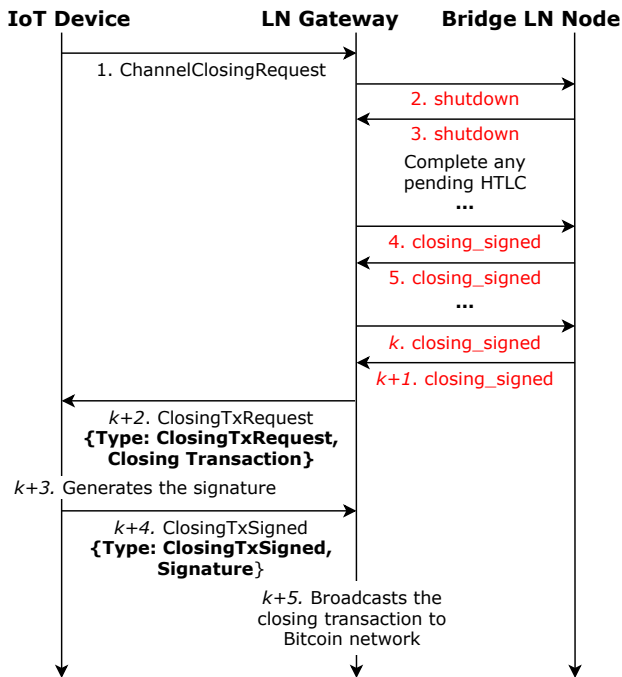 IoT Device
LN Gateway
Bridge LN Node
1. ChannelClosingRequest
2. shutdown
3. shutdown
Complete any
pending HTLC
...
4. closing_signed
5. closing_signed
...
k. closing_signed
k+1. closing_signed
k+2. ClosingTxRequest
{Type: ClosingTxRequest,
Closing Transaction}
k+3. Generates the signature
k+4. ClosingTxSigned
{Type: ClosingTxSigned,
Signature}
k+5. Broadcasts the
closing transaction to
Bitcoin network